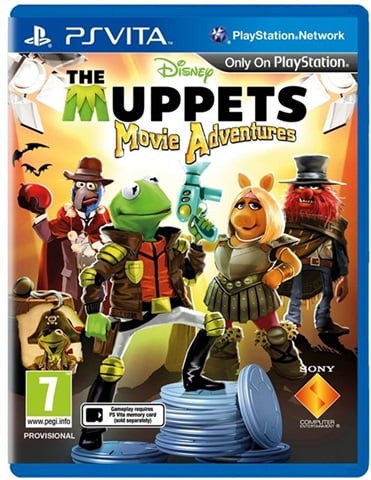 PSVITA
PlayStation®Network
Only On PlayStation®
Disney
THE
MUPPETS
Movie Adventures
7
www.pegi.info
PROVISIONAL
Gameplay requires
PS Vita memory card
(sold separately)
SONY
COMPUTER
ENTERTAINMENT®